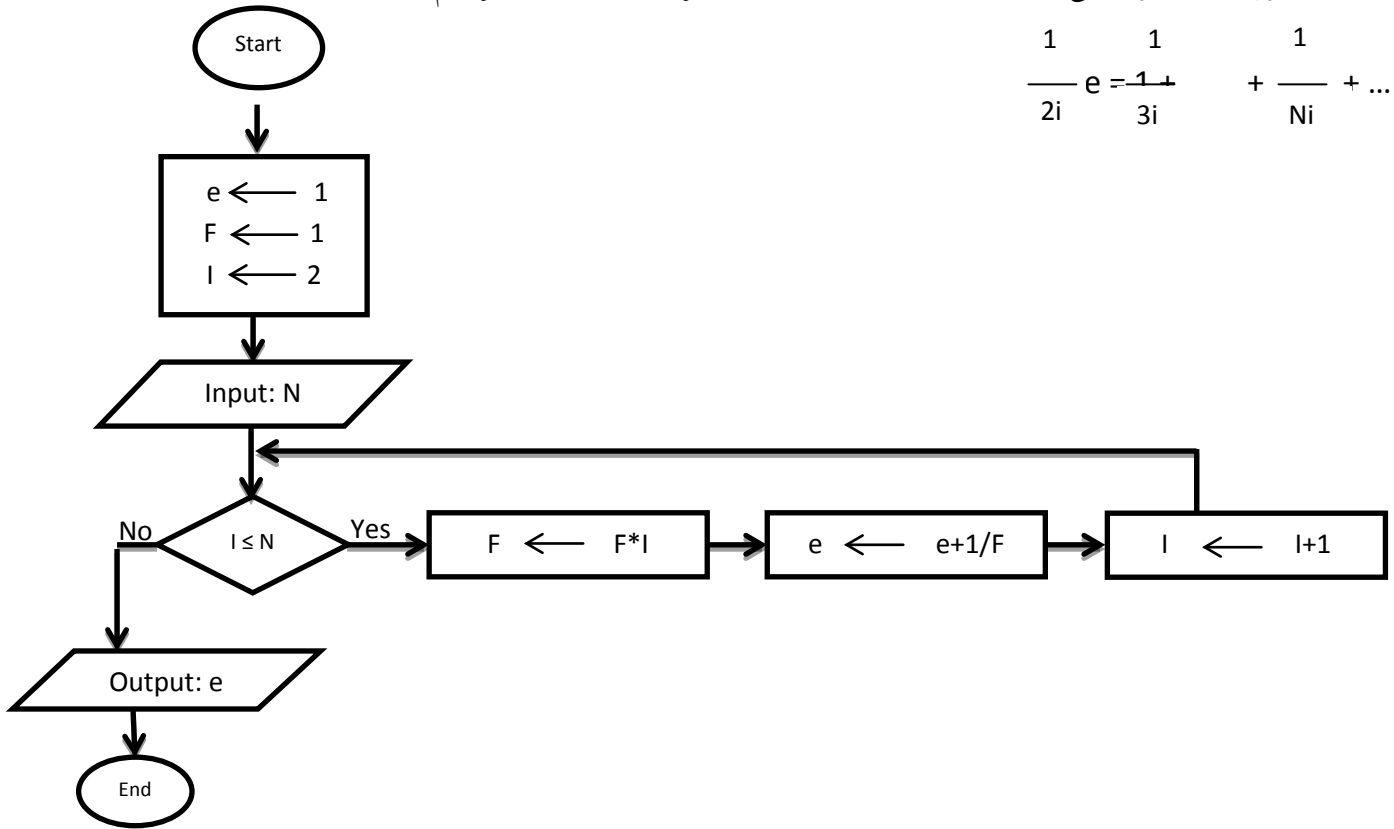 Start
1 1 1
2i e = 1 + 3i + Ni + ...
e ← 1
F ← 1
I ← 2
Input: N
No
I ≤ N
Yes
F ← F*I
e ← e+1/F
I ← I+1
Output: e
End